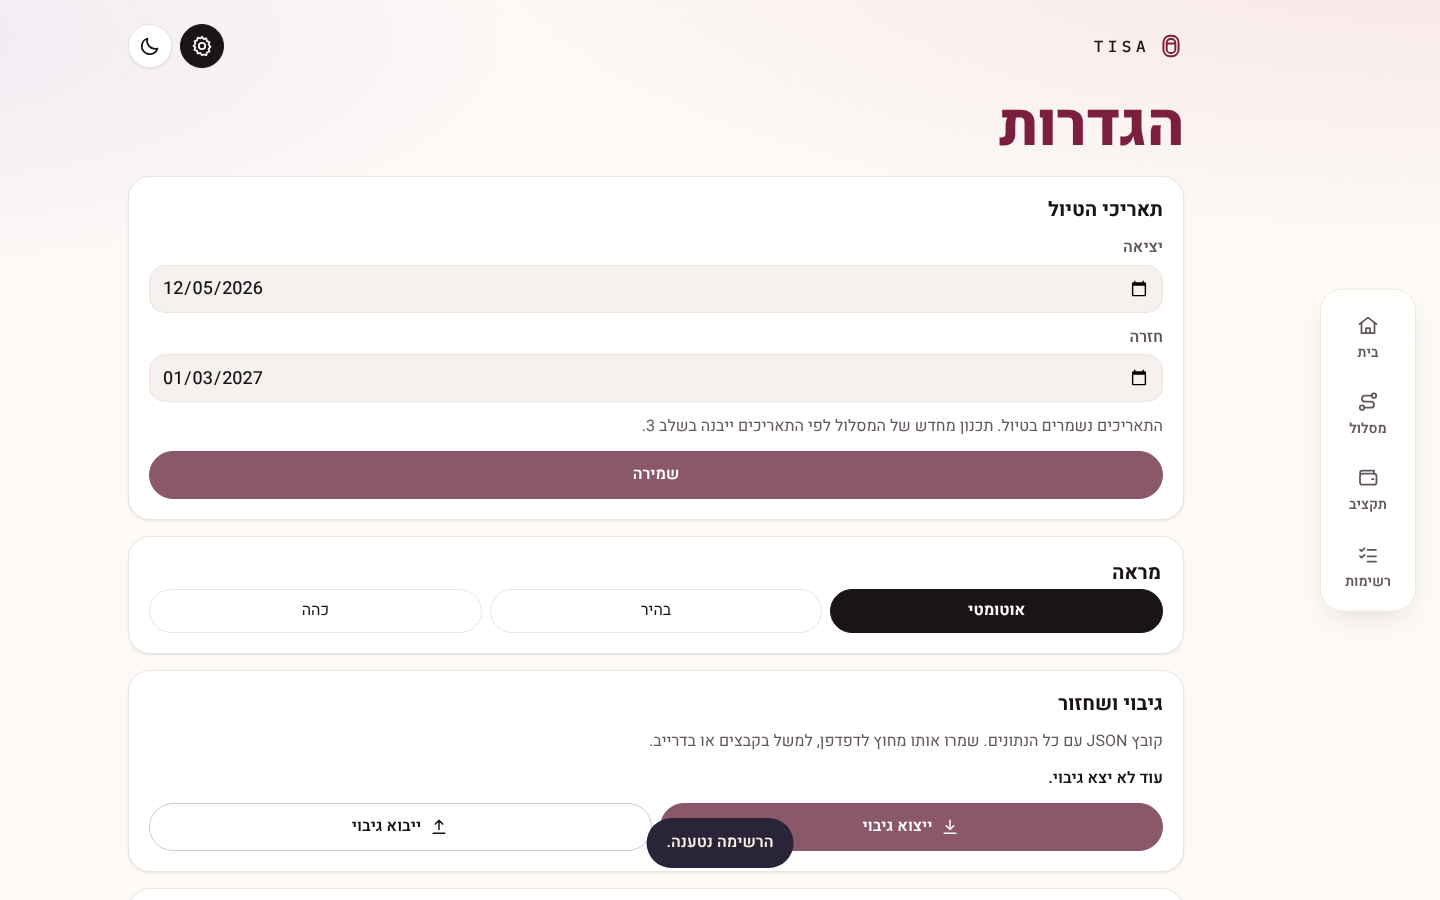 TISA
הגדרות
תאריכי הטיול
יציאה
12/05/2026
חזרה
01/03/2027
התאריכים נשמרים בטיול. תכנון מחדש של המסלול לפי התאריכים ייבנה בשלב 3.
שמירה
מראה
אוטומטי
בהיר
כהה
גיבוי ושחזור
קובץ JSON עם כל הנתונים. שמרו אותו מחוץ לדפדפן, למשל בקבצים או בדרייב.
עוד לא יצא גיבוי.
ייצוא גיבוי
ייבוא גיבוי
הרשימה נטענה.
בית
מסלול
תקציב
רשימות